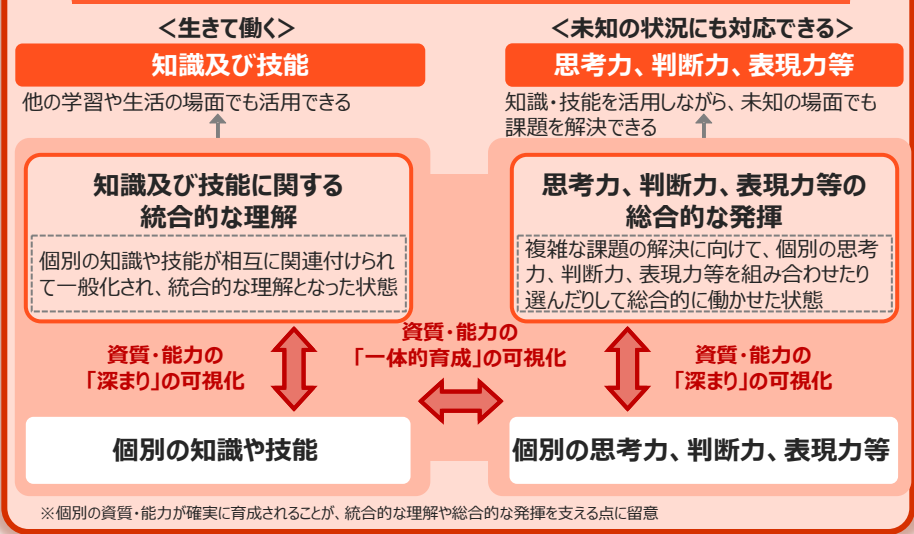 ＜生きて働く＞
知識及び技能
他の学習や生活の場面でも活用できる
知識及び技能に関する
統合的な理解
個別の知識や技能が相互に関連付けられ
て一般化され、統合的な理解となった状態
＜未知の状況にも対応できる＞
思考力、判断力、表現力等
知識・技能を活用しながら、未知の場面でも
課題を解決できる
思考力、判断力、表現力等の
総合的な発揮
複雑な課題の解決に向けて、個別の思考
力、判断力、表現力等を組み合わせたり
選んだりして総合的に働かせた状態
資質・能力の
「深まり」の可視化
資質・能力の
「一体的育成」の可視化
資質・能力の
「深まり」の可視化
個別の知識や技能
個別の思考力、判断力、表現力等
※個別の資質・能力が確実に育成されることが、統合的な理解や総合的な発揮を支える点に留意